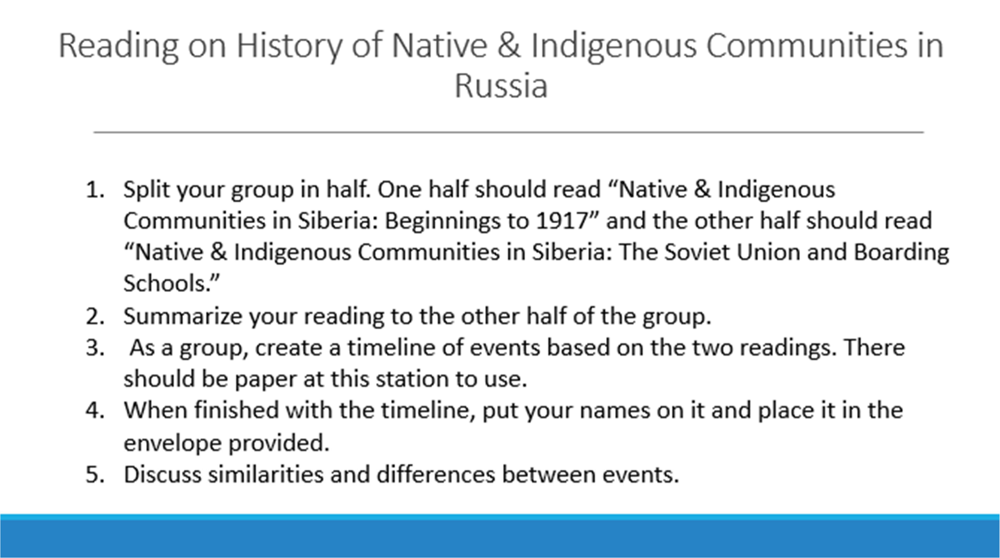 Reading on History of Native & Indigenous Communities in
Russia
1. Split your group in half. One half should read “Native & Indigenous
Communities in Siberia: Beginnings to 1917” and the other half should read
“Native & Indigenous Communities in Siberia: The Soviet Union and Boarding
Schools.”
2. Summarize your reading to the other half of the group.
3. As a group, create a timeline of events based on the two readings. There
should be paper at this station to use.
4. When finished with the timeline, put your names on it and place it in the
envelope provided.
5. Discuss similarities and differences between events.